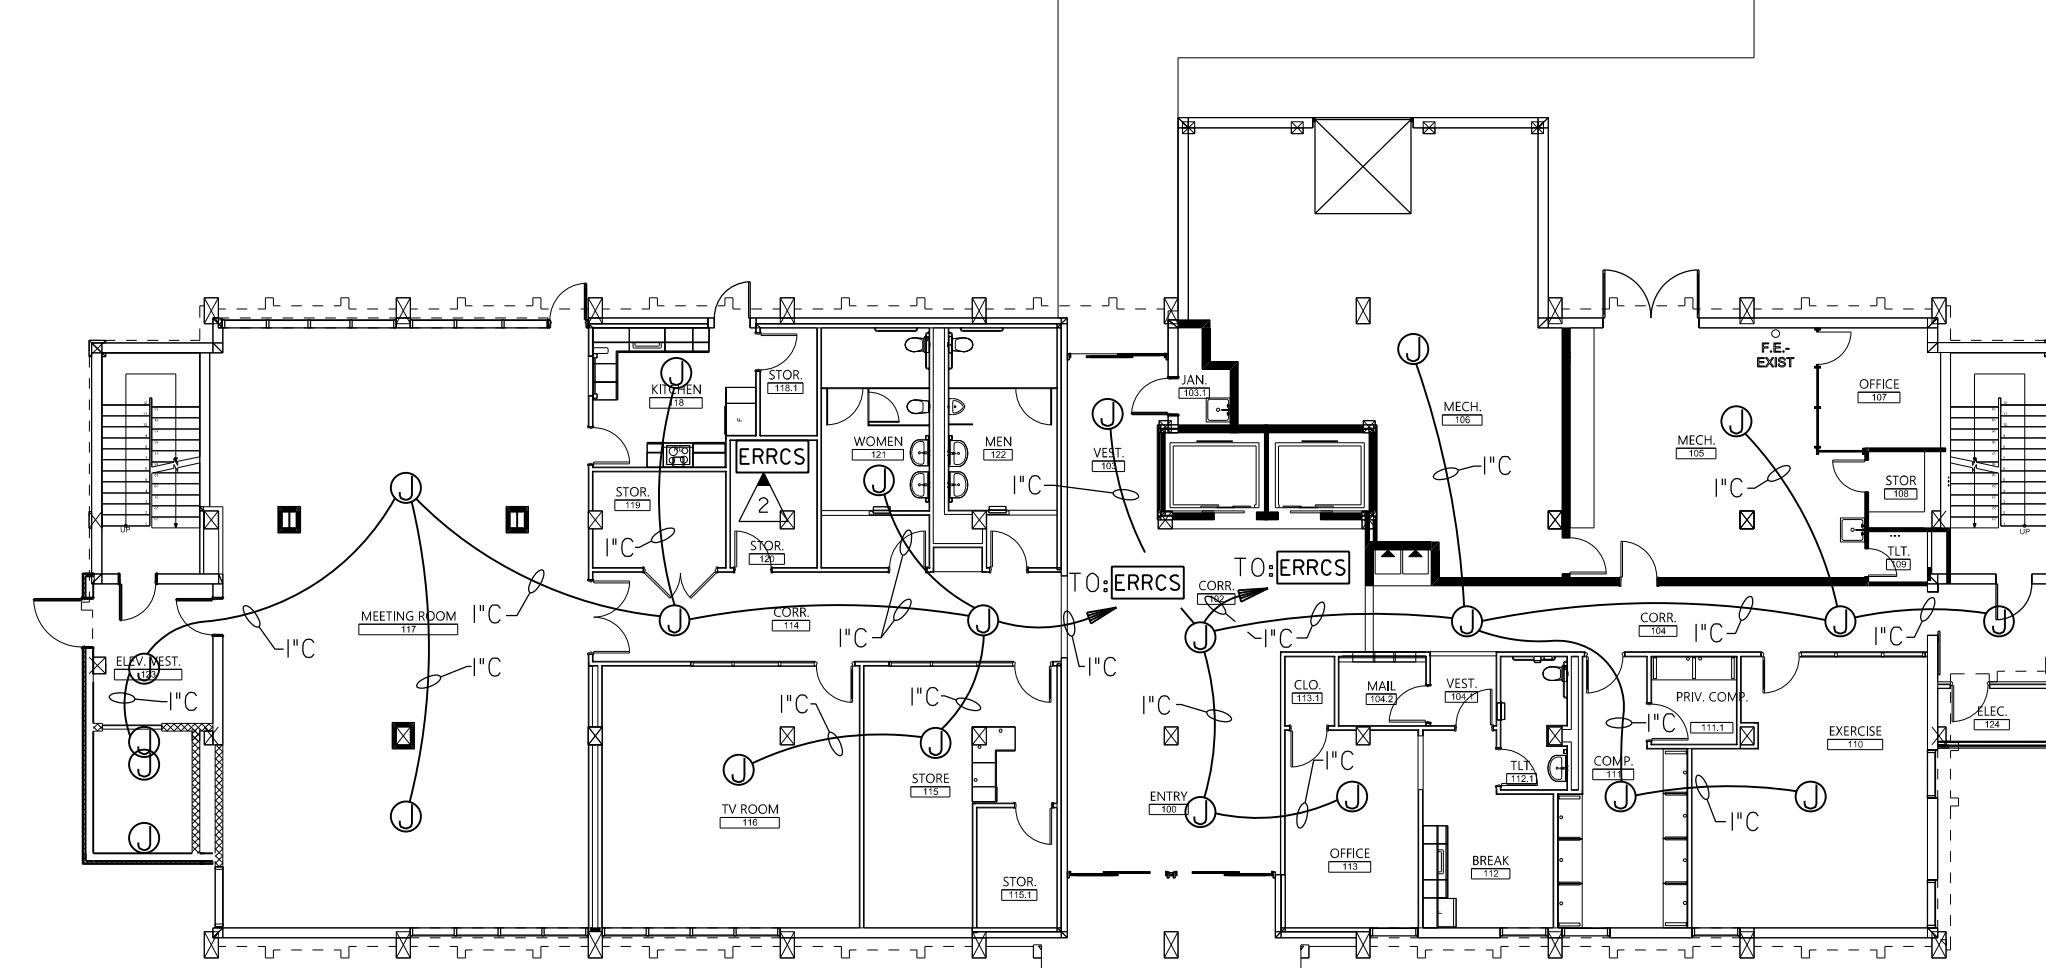 F.E.-
EXIST
J
J
KITCHEN
118
STOR.
118.1
JAN.
103.1
OFFICE
107
J
MECH.
106
J
MECH.
105
WOMEN
121
MEN
122
VEST.
103
ERRCS
2
J
J
STOR.
119
1"C
1"C
1"C
1"C
STOR
108
UP
UP
STOR.
120
TLT.
109
TO:
ERRCS
TO:
ERRCS
CORR.
102
1"C
MEETING ROOM
117
J
CORR.
114
J
1"C
1"C
J
1"C
J
CORR.
104
1"C
J
1"C
J
1"C
1"C
ELEV. VEST.
123
J
1"C
1"C
1"C
1"C
1"C
CLO.
113.1
MAIL
104.2
VEST.
104.1
PRIV. COMP.
111.1
1"C
ELEC.
124
EXERCISE
110
J
J
J
J
STORE
115
1"C
TLT.
112.1
COMP.
111
TV ROOM
116
ENTRY
100
J
J
J
J
1"C
J
J
OFFICE
113
BREAK
112
STOR.
115.1